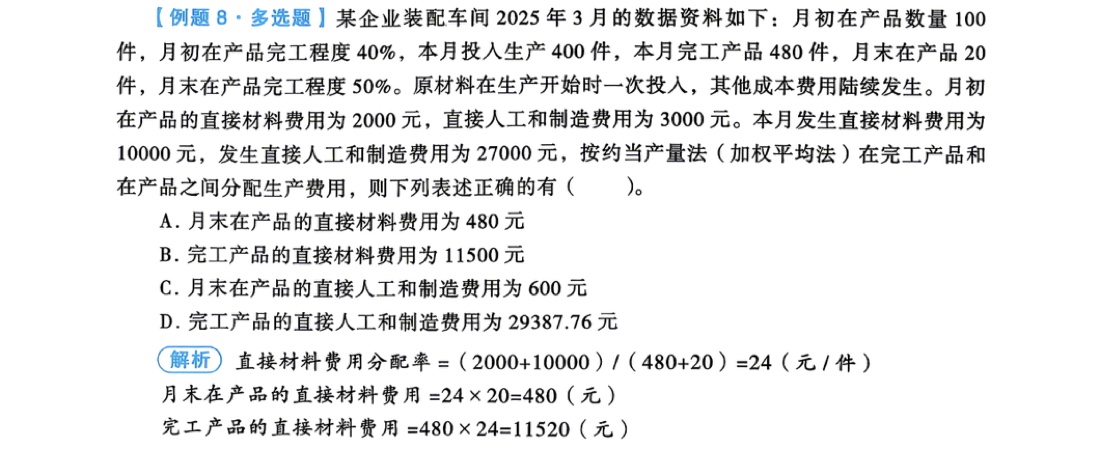 【例题 8·多选题】某企业装配车间 2025 年 3 月的数据资料如下：月初在产品数量 100
件，月初在产品完工程度 40%，本月投入生产 400 件，本月完工产品 480 件，月末在产品 20
件，月末在产品完工程度 50%。原材料在生产开始时一次投入，其他成本费用陆续发生。月初
在产品的直接材料费用为 2000 元，直接人工和制造费用为 3000 元。本月发生直接材料费用为
10000 元，发生直接人工和制造费用为 27000 元，按约当产量法（加权平均法）在完工产品和
在产品之间分配生产费用，则下列表述正确的有（　　）。
A. 月末在产品的直接材料费用为 480 元
B. 完工产品的直接材料费用为 11500 元
C. 月末在产品的直接人工和制造费用为 600 元
D. 完工产品的直接人工和制造费用为 29387.76 元
解析 直接材料费用分配率 =（2000+10000）/（480+20）=24（元 / 件）
月末在产品的直接材料费用 =24×20=480（元）
完工产品的直接材料费用 =480×24=11520（元）